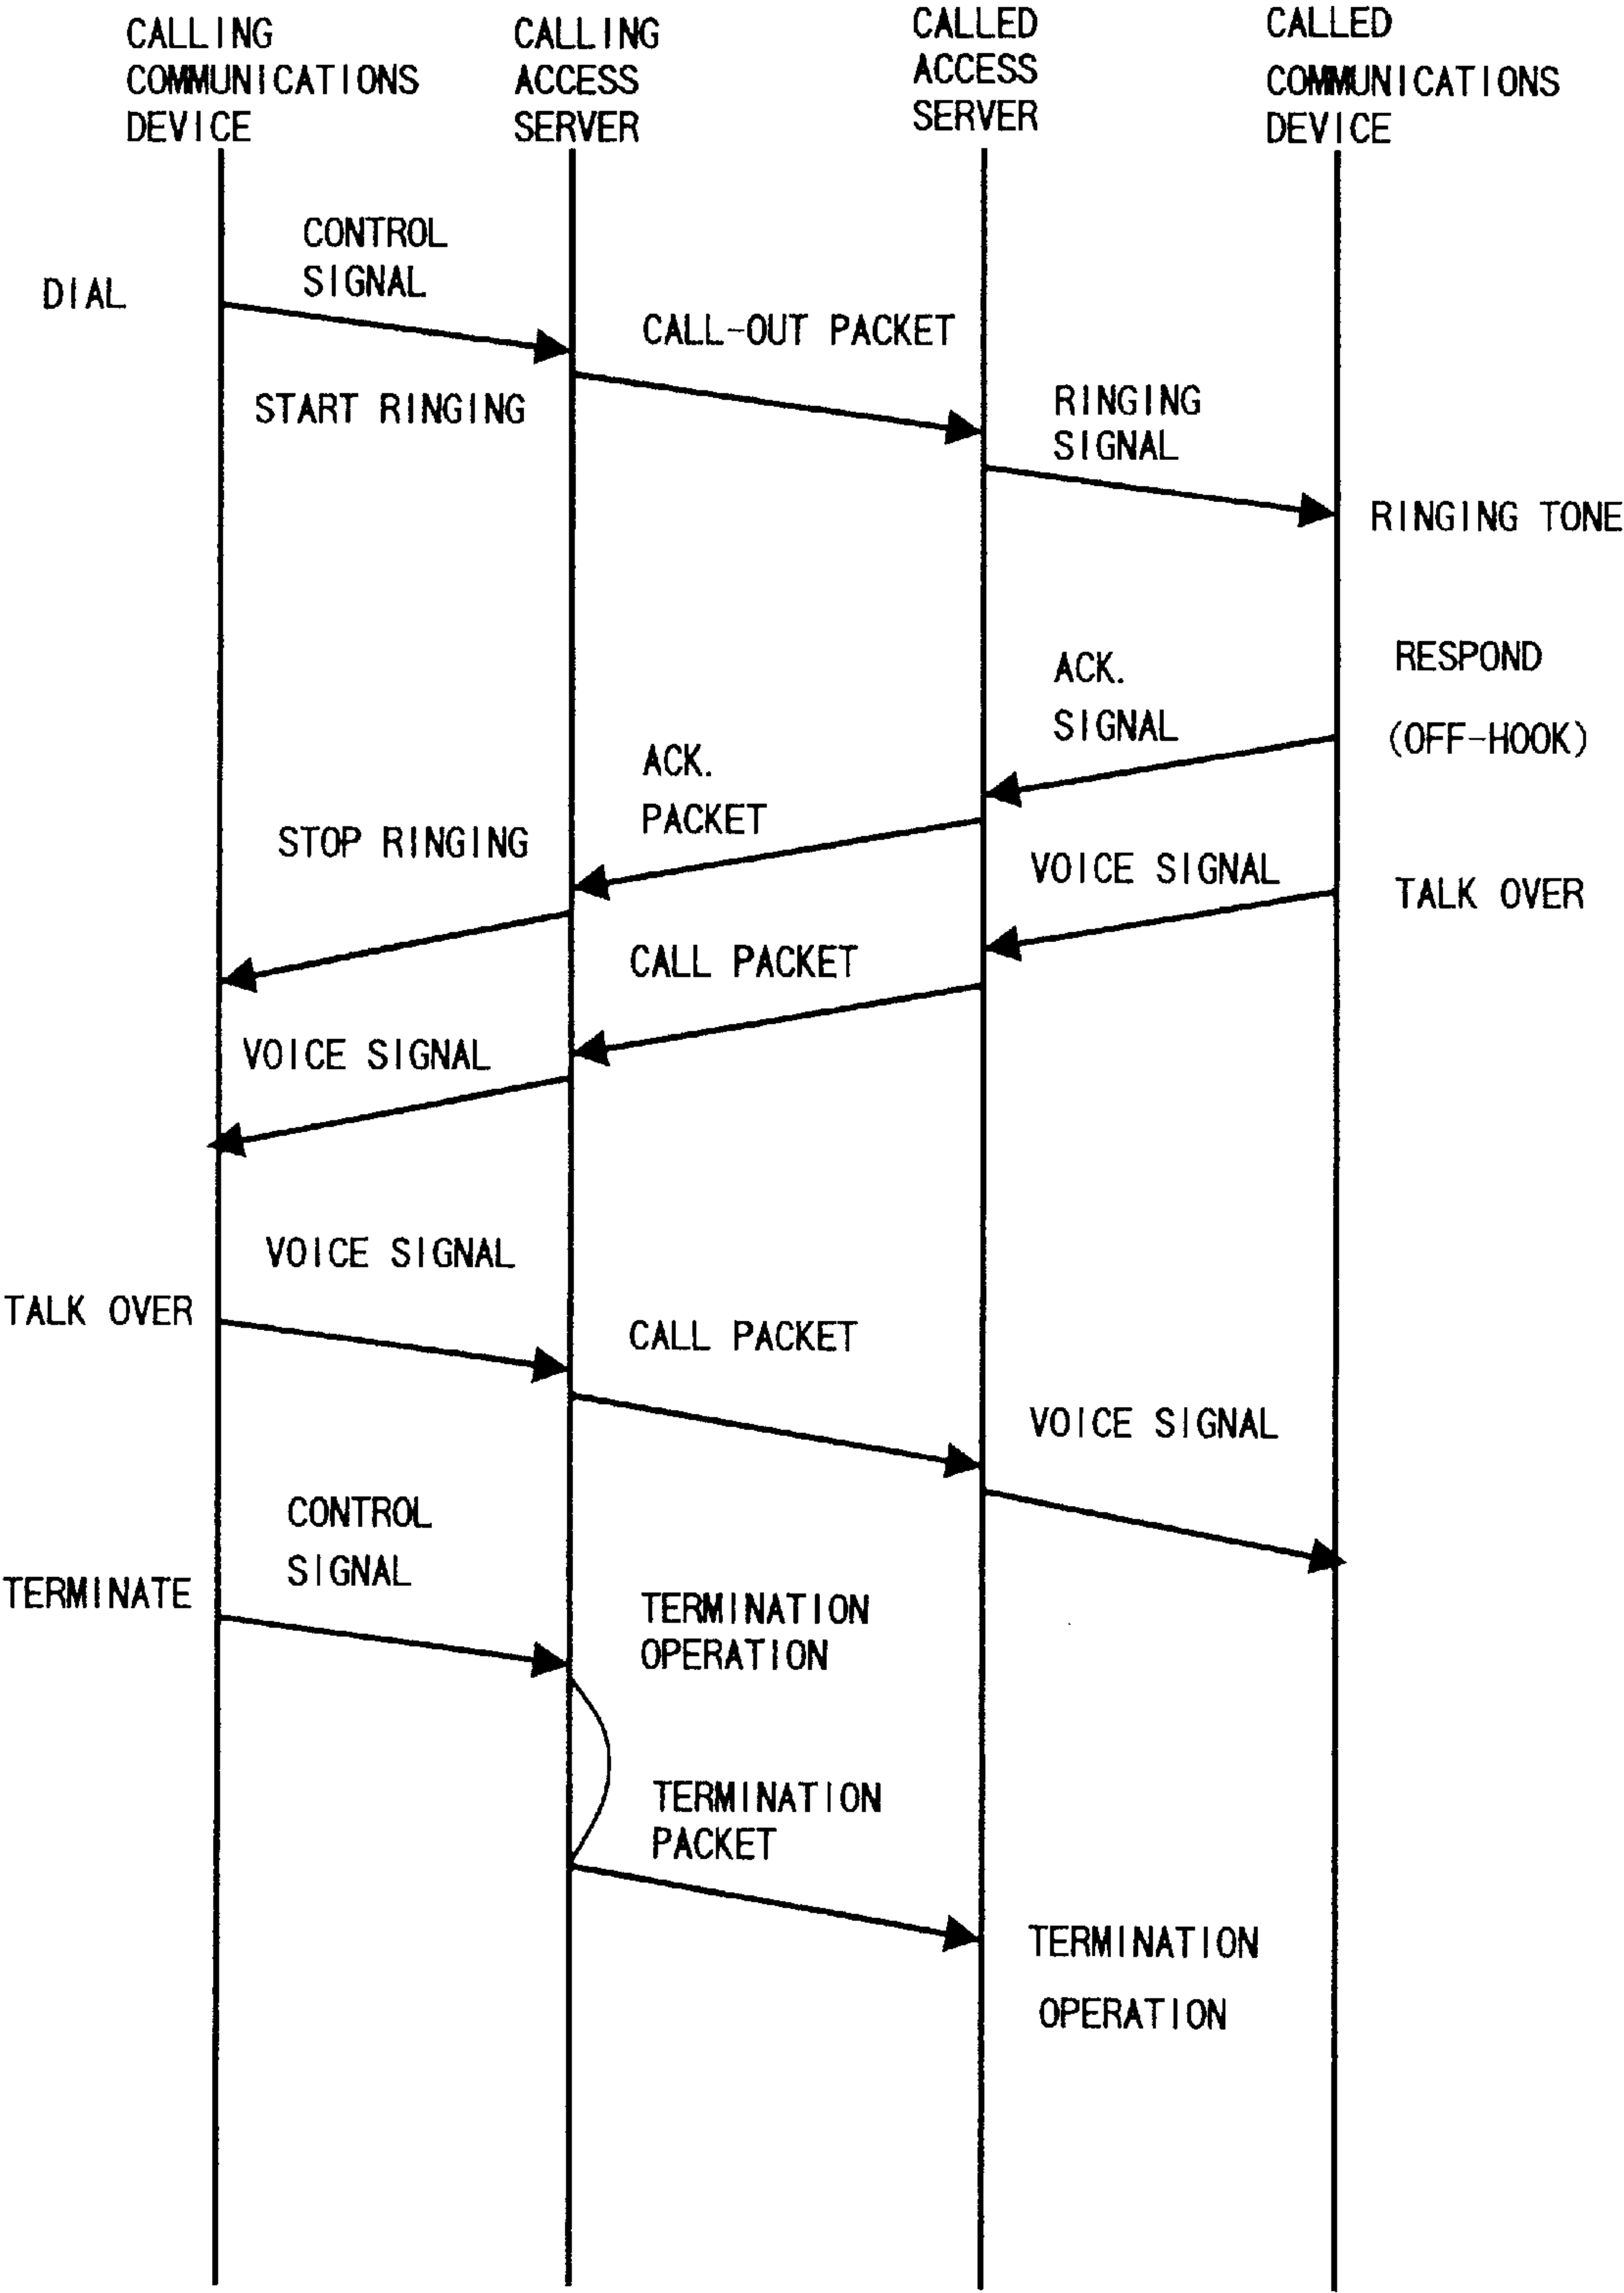 CALLING
COMMUNICATIONS
DEVICE
CALLING
ACCESS
SERVER
CALLED
ACCESS
SERVER
CALLED
COMMUNICATIONS
DEVICE
DIAL
CONTROL
SIGNAL
CALL-OUT PACKET
START RINGING
RINGING
SIGNAL
RINGING TONE
RESPOND
(OFF-HOOK)
ACK.
SIGNAL
ACK.
PACKET
STOP RINGING
VOICE SIGNAL
TALK OVER
CALL PACKET
VOICE SIGNAL
VOICE SIGNAL
TALK OVER
CALL PACKET
VOICE SIGNAL
CONTROL
SIGNAL
TERMINATE
TERMINATION
OPERATION
TERMINATION
PACKET
TERMINATION
OPERATION